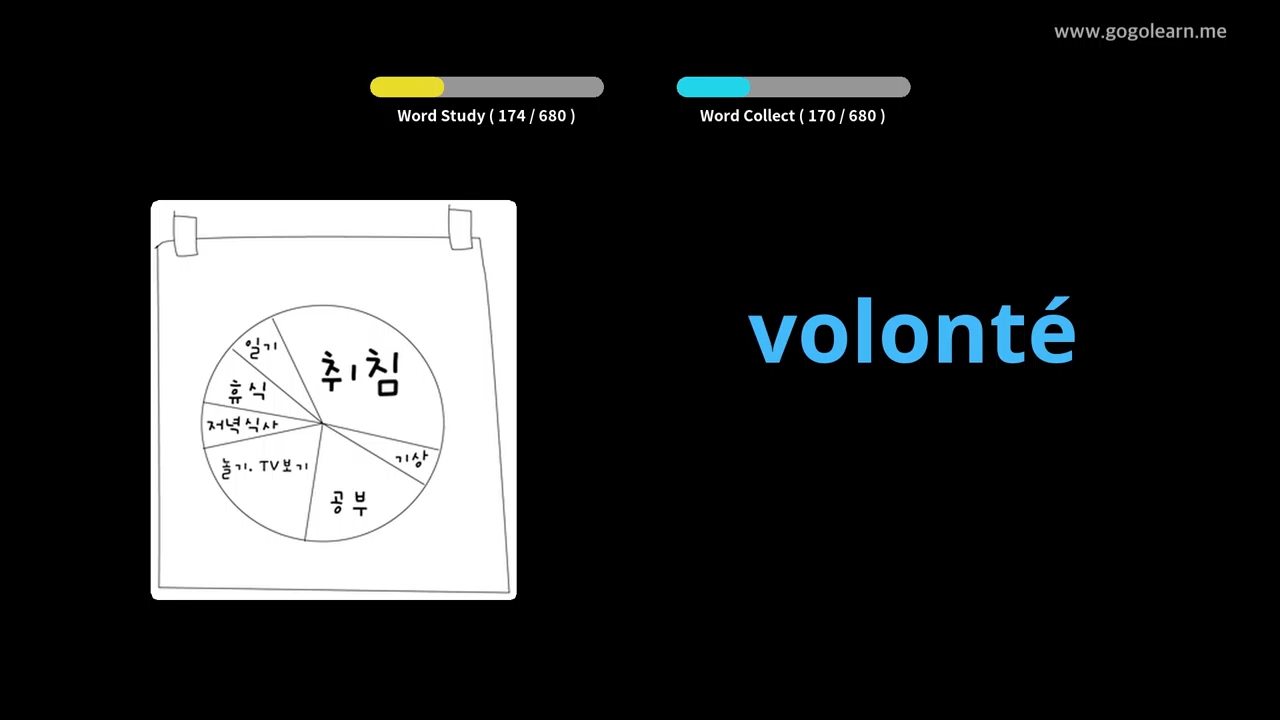 www.gogolearn.me
Word Study ( 174 / 680 )
Word Collect ( 170 / 680 )
일기
취침
휴식
저녁식사
놀기. TV보기
기상
공부
volonté